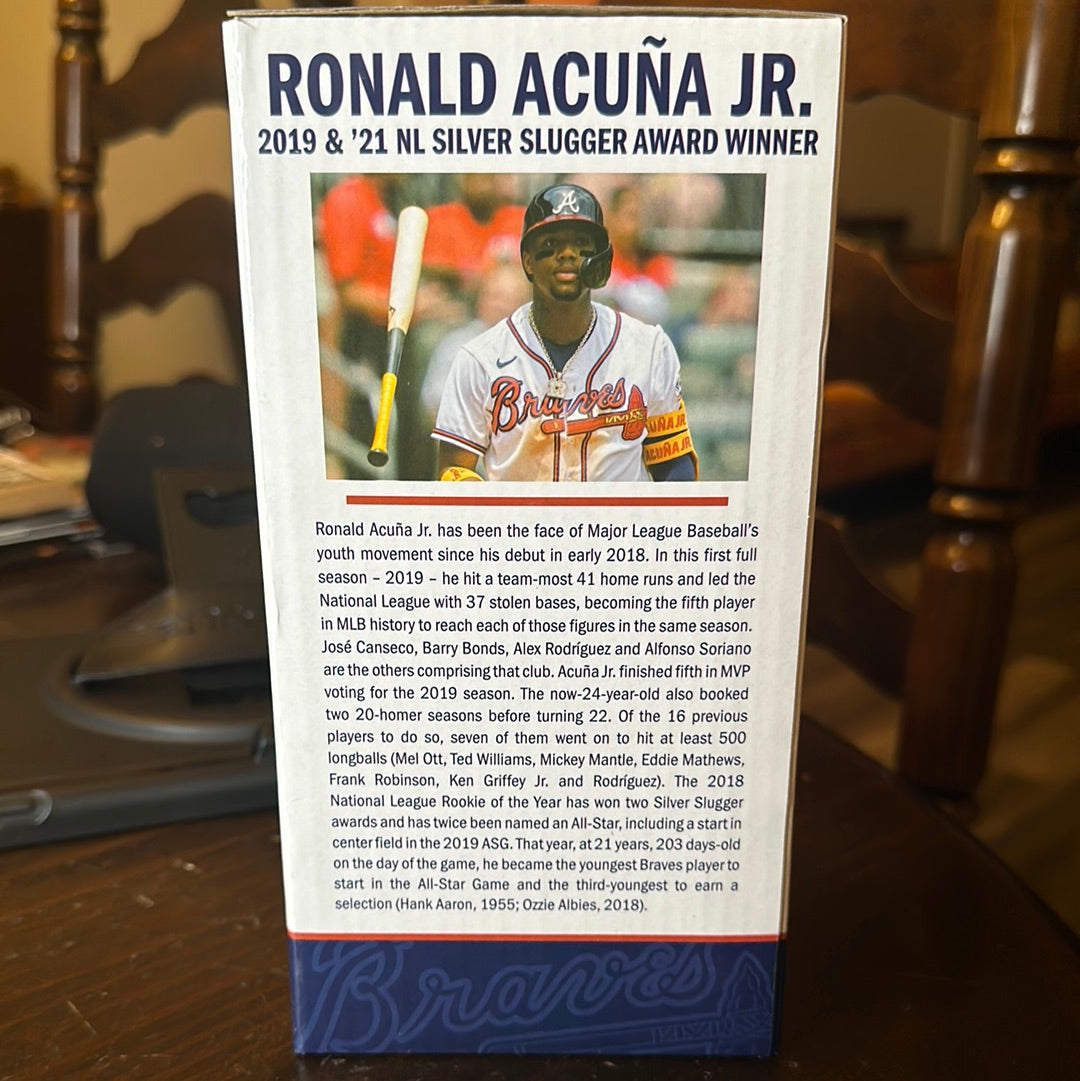 RONALD ACUÑA JR.
2019 & ’21 NL SILVER SLUGGER AWARD WINNER
A
Braves
UÑA JR
ACUÑA JR
Ronald Acuña Jr. has been the face of Major League Baseball’s
youth movement since his debut in early 2018. In this first full
season – 2019 – he hit a team-most 41 home runs and led the
National League with 37 stolen bases, becoming the fifth player
in MLB history to reach each of those figures in the same season.
José Canseco, Barry Bonds, Alex Rodríguez and Alfonso Soriano
are the others comprising that club. Acuña Jr. finished fifth in MVP
voting for the 2019 season. The now-24-year-old also booked
two 20-homer seasons before turning 22. Of the 16 previous
players to do so, seven of them went on to hit at least 500
longballs (Mel Ott, Ted Williams, Mickey Mantle, Eddie Mathews,
Frank Robinson, Ken Griffey Jr. and Rodríguez). The 2018
National League Rookie of the Year has won two Silver Slugger
awards and has twice been named an All-Star, including a start in
center field in the 2019 ASG. That year, at 21 years, 203 days-old
on the day of the game, he became the youngest Braves player to
start in the All-Star Game and the third-youngest to earn a
selection (Hank Aaron, 1955; Ozzie Albies, 2018).
Braves